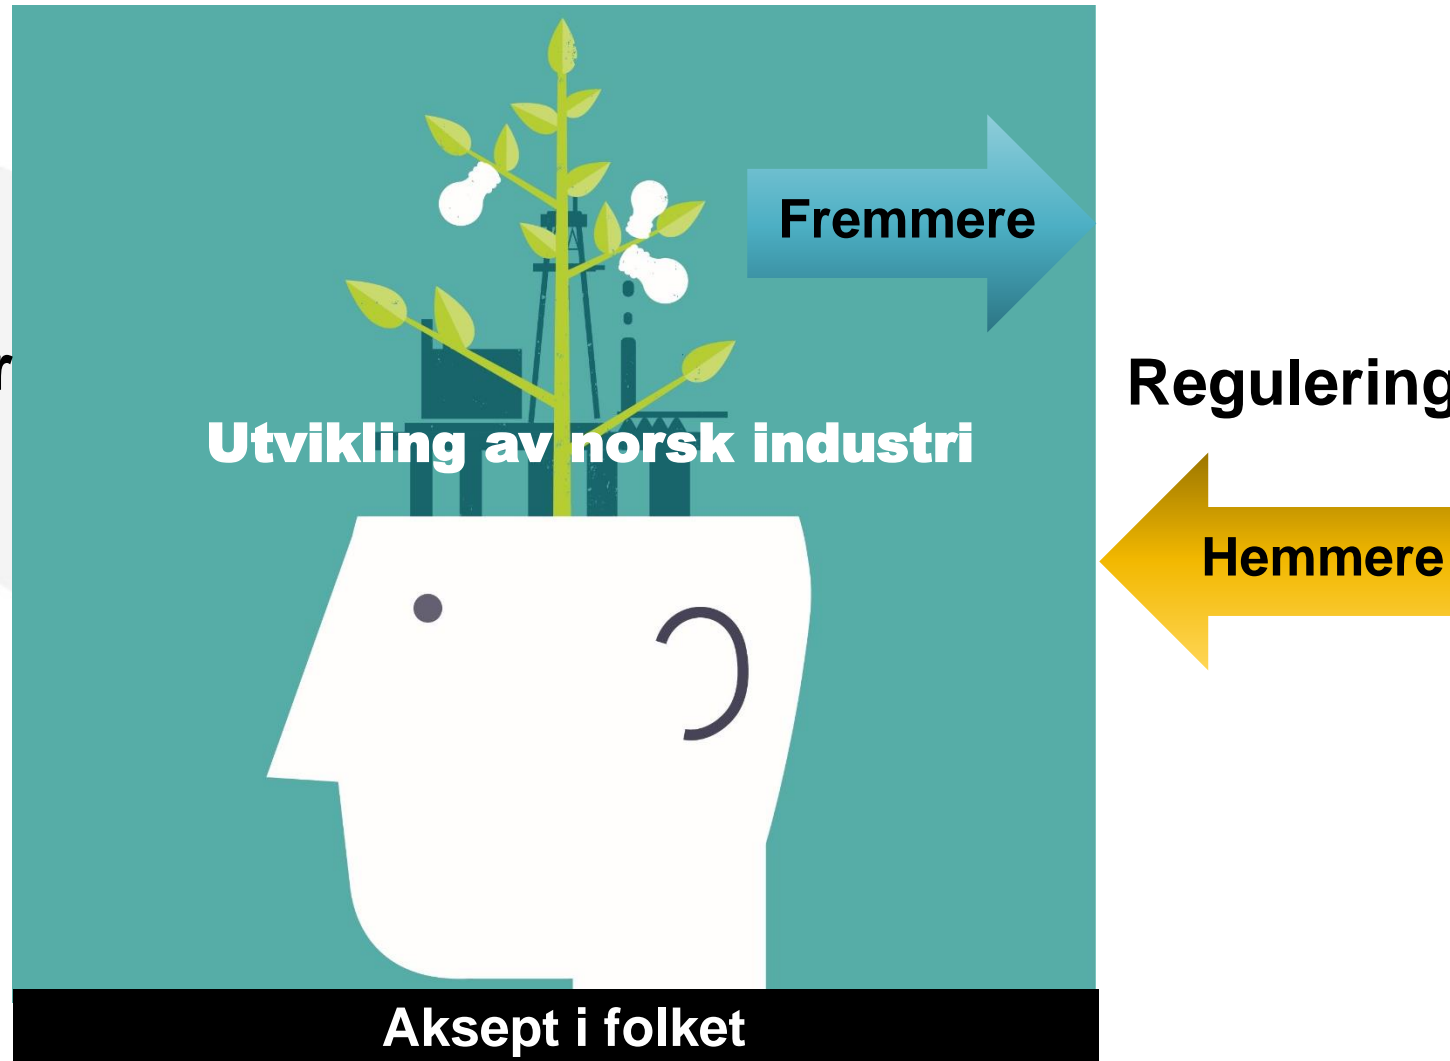 Fremmere
Regulering
Utvikling av norsk industri
Hemmere
Aksept i folket